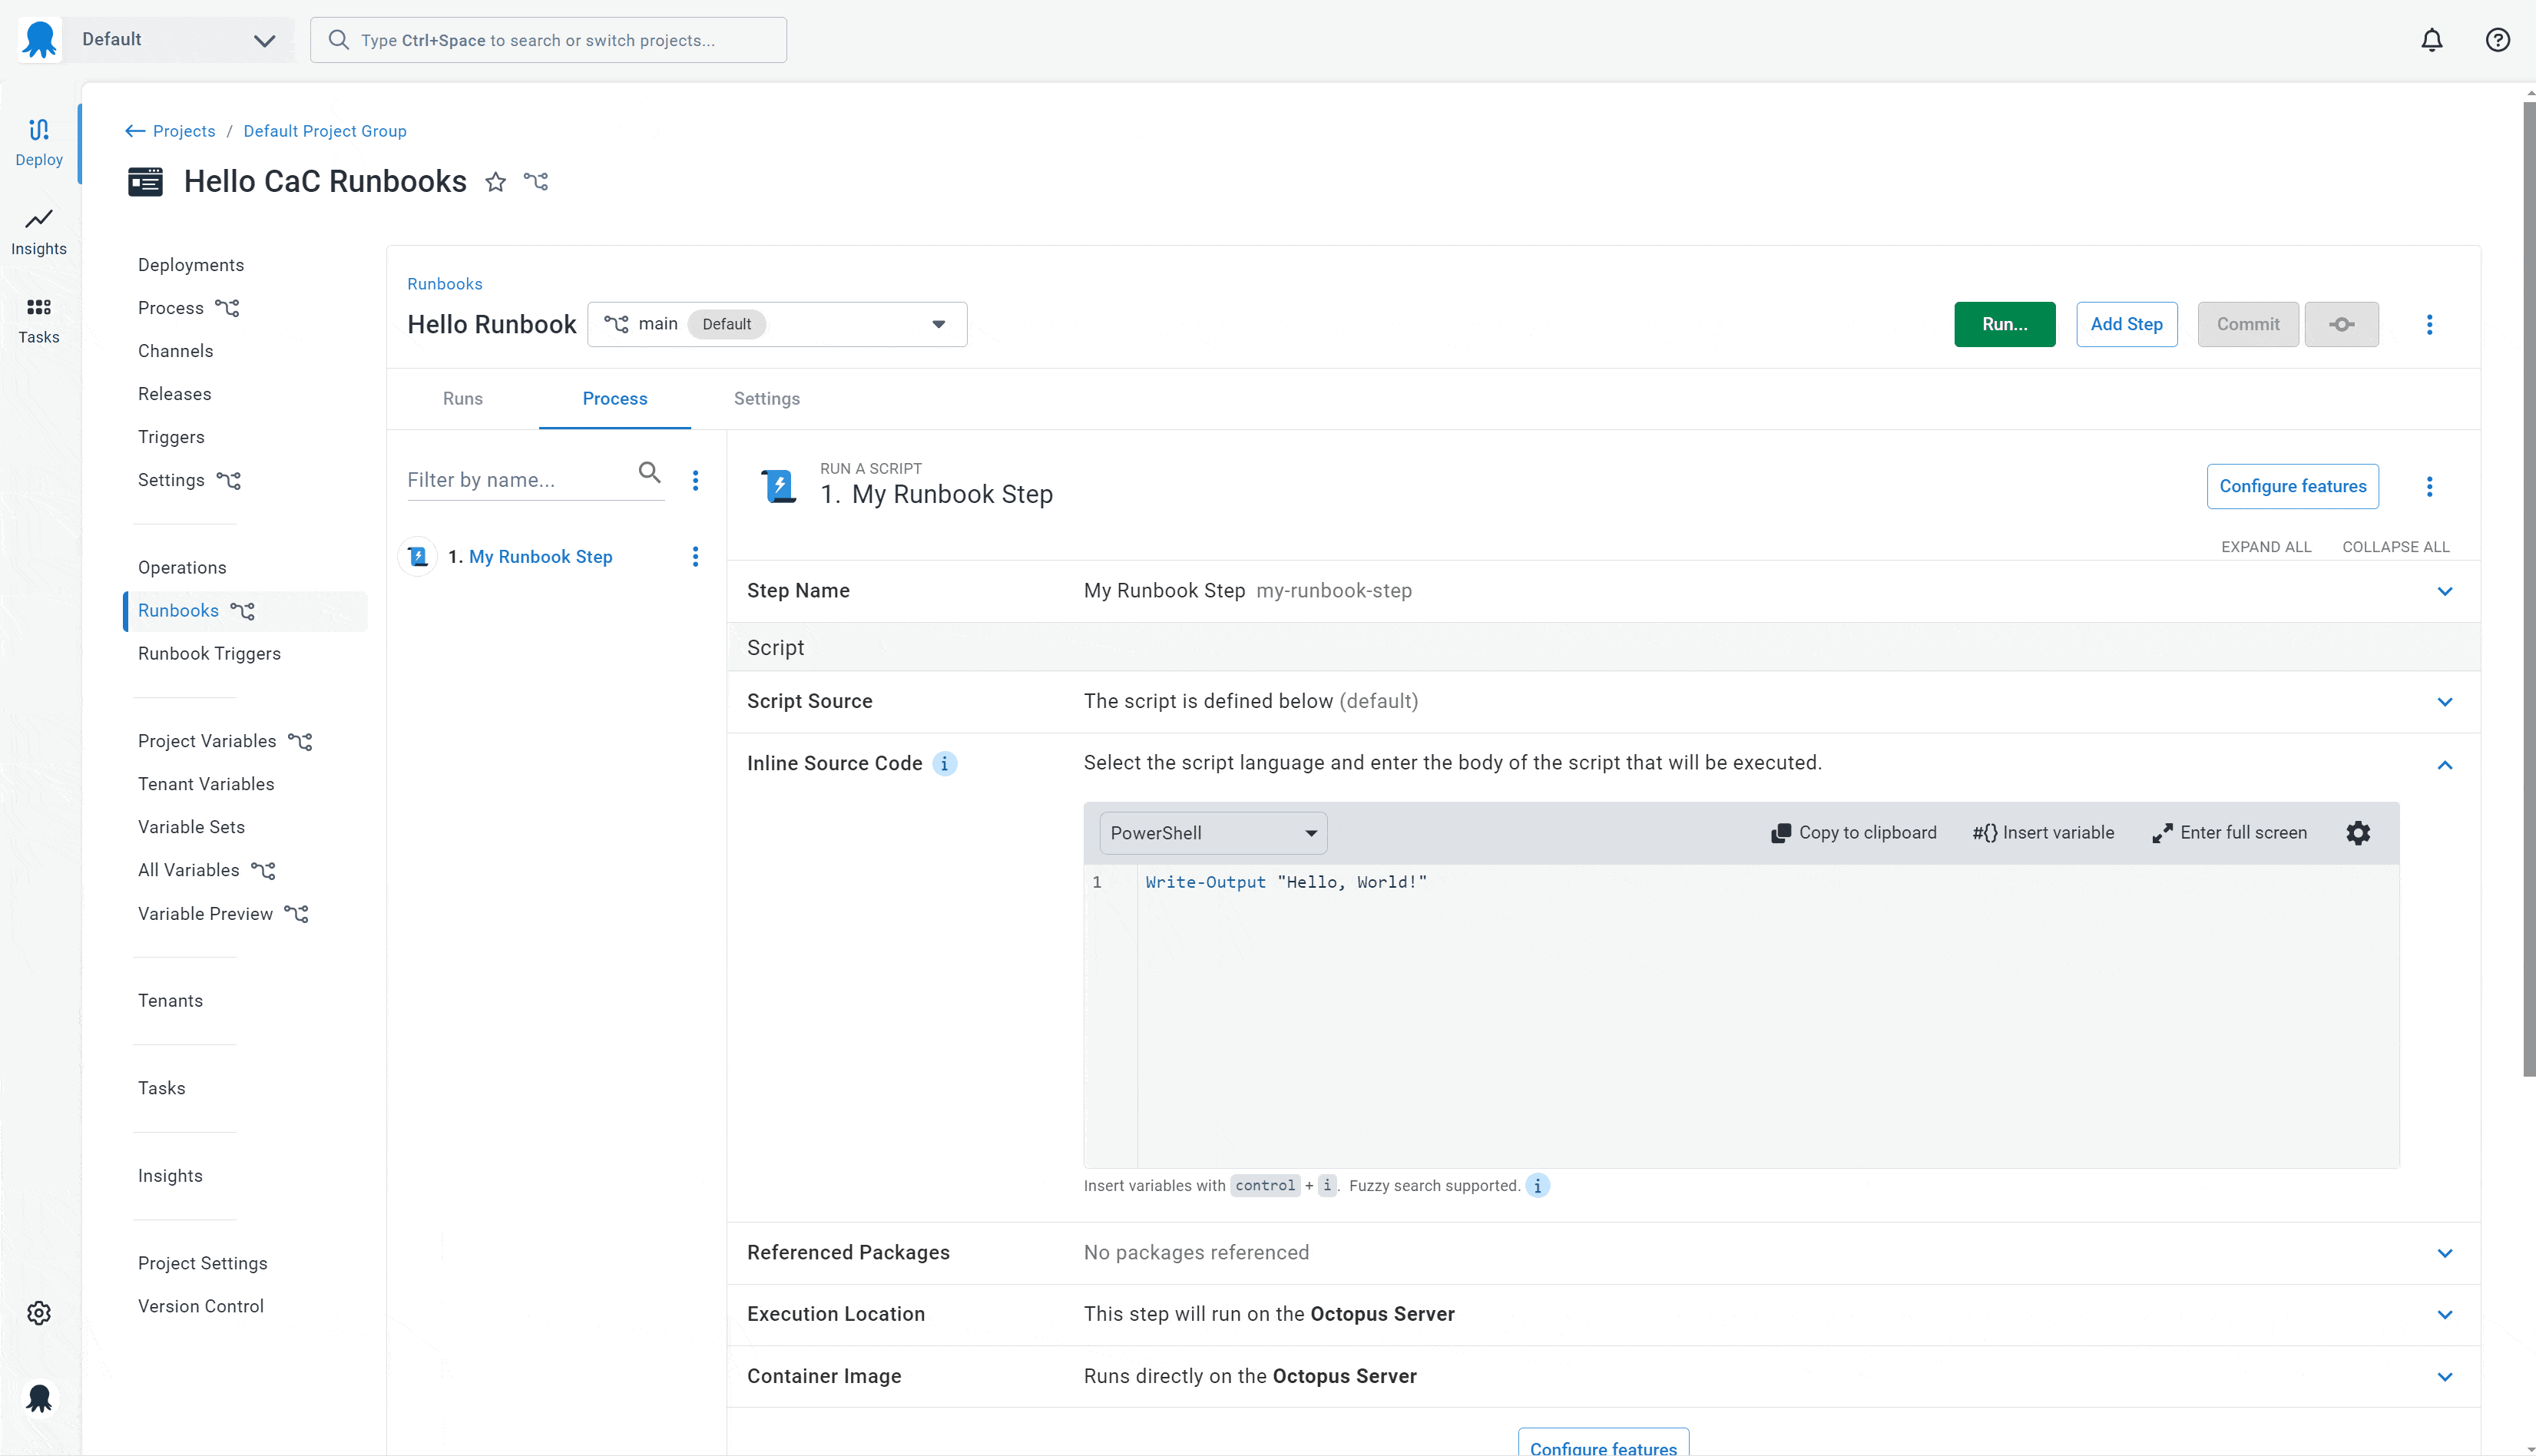 Default
Type Ctrl+Space to search or switch projects...
Deploy
Insights
Tasks
Projects / Default Project Group
Hello CaC Runbooks
Deployments
Process
Channels
Releases
Triggers
Settings
Operations
Runbooks
Runbook Triggers
Project Variables
Tenant Variables
Variable Sets
All Variables
Variable Preview
Tenants
Tasks
Insights
Project Settings
Version Control
Runbooks
Hello Runbook
main Default
Run...
Add Step
Commit
Runs
Process
Settings
Filter by name...
1. My Runbook Step
RUN A SCRIPT
1. My Runbook Step
Configure features
EXPAND ALL
COLLAPSE ALL
Step Name
My Runbook Step my-runbook-step
Script
Script Source
The script is defined below (default)
Inline Source Code i
Select the script language and enter the body of the script that will be executed.
PowerShell
Copy to clipboard
#{} Insert variable
Enter full screen
1
Write-Output "Hello, World!"
Insert variables with control + i. Fuzzy search supported. i
Referenced Packages
No packages referenced
Execution Location
This step will run on the Octopus Server
Container Image
Runs directly on the Octopus Server
Configure features